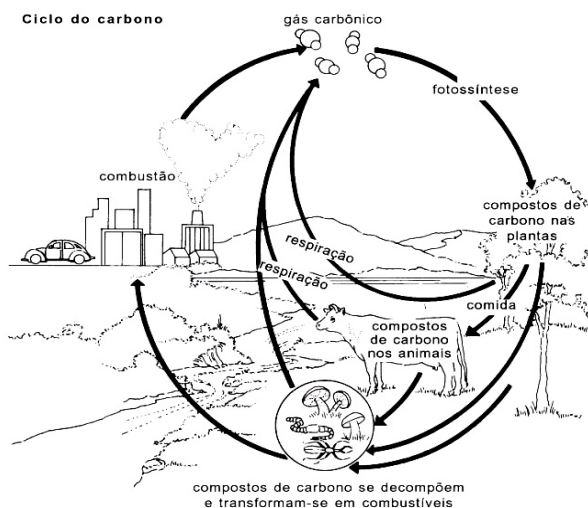 Ciclo do carbono
gás carbônico
fotossíntese
combustão
compostos de
carbono nas
plantas
respiração
respiração
comida
compostos
de carbono
nos animais
compostos de carbono se decompõem
e transformam-se em combustíveis